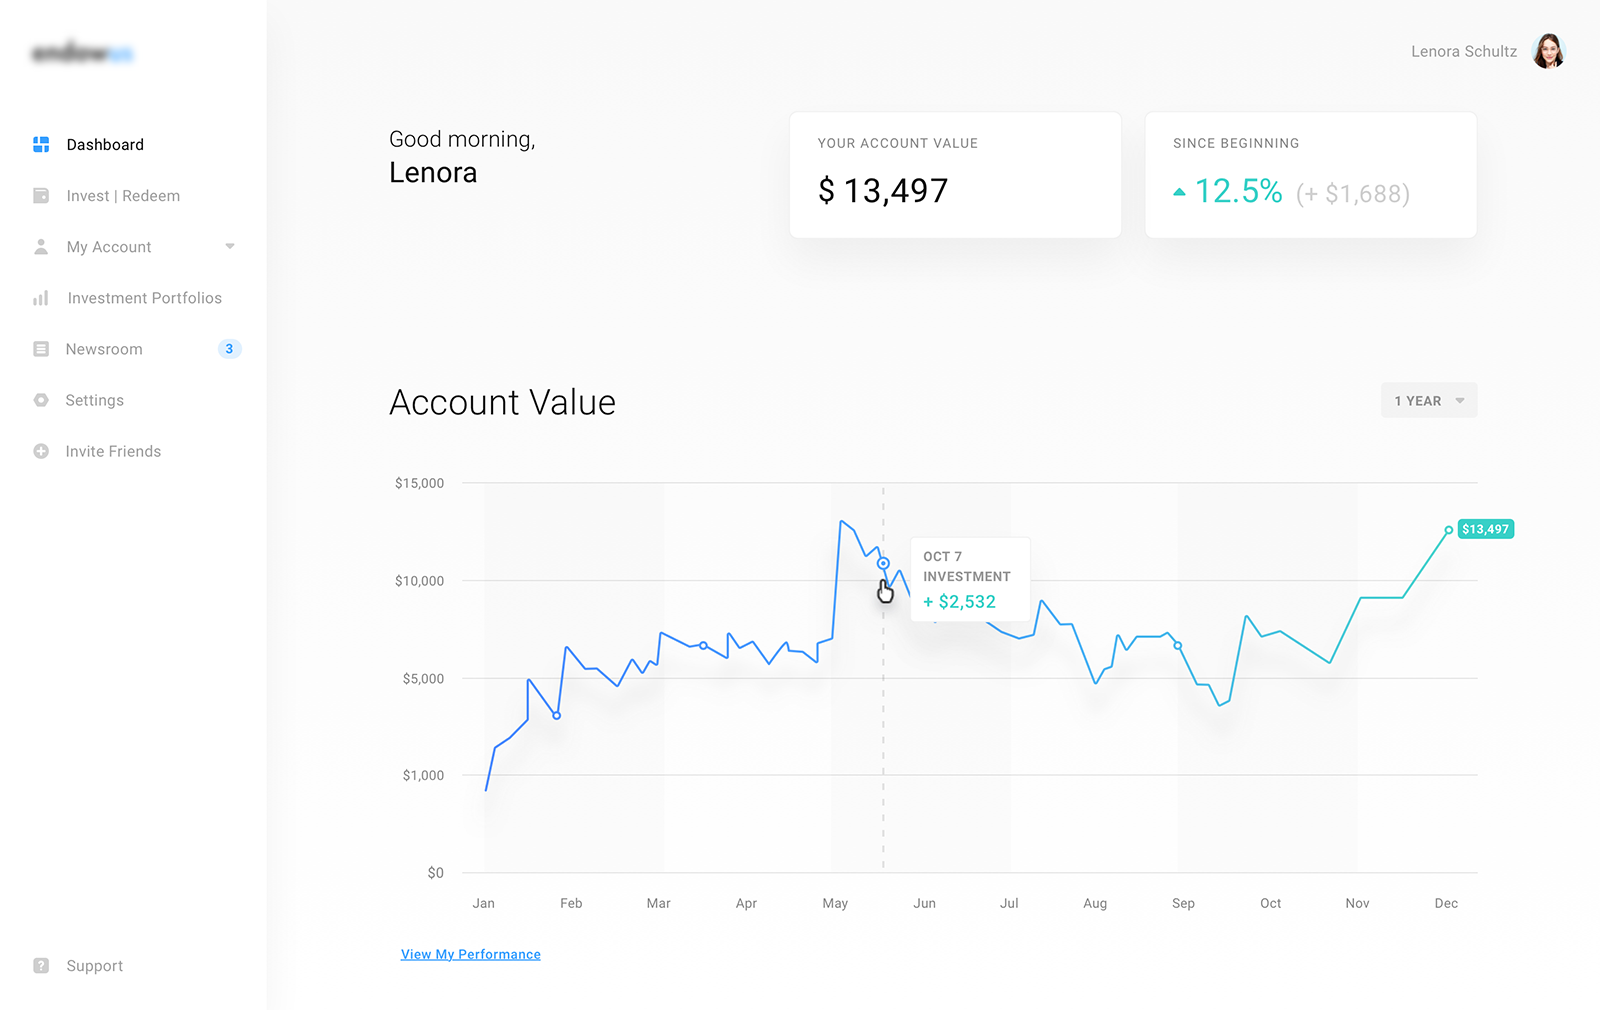 endowus
Lenora Schultz
Dashboard
Invest | Redeem
My Account
Investment Portfolios
Newsroom
3
Settings
Invite Friends
Support
Good morning,
Lenora
YOUR ACCOUNT VALUE
$ 13,497
SINCE BEGINNING
12.5% (+ $1,688)
Account Value
1 YEAR
$15,000
$10,000
$5,000
$1,000
$0
OCT 7
INVESTMENT
+ $2,532
$13,497
Jan Feb Mar Apr May Jun Jul Aug Sep Oct Nov Dec
View My Performance
?